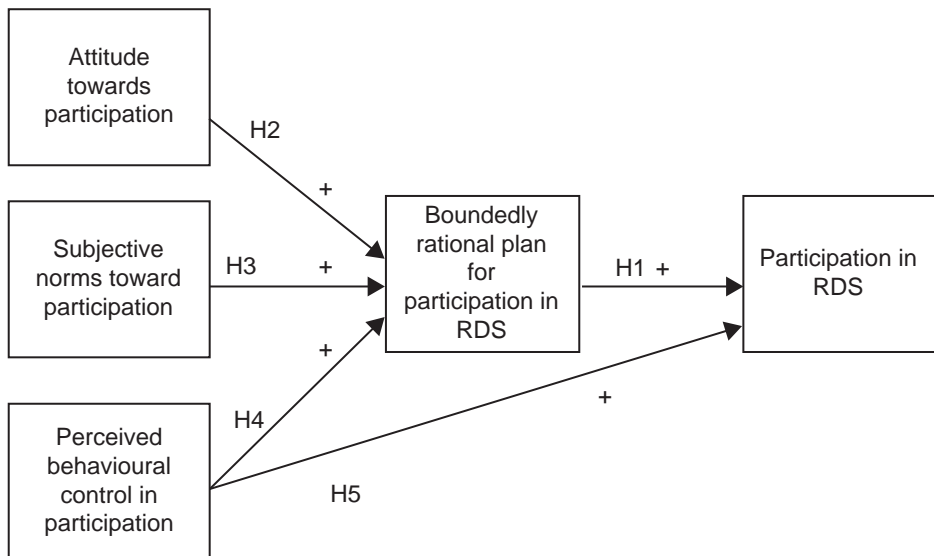 Attitude
towards
participation
H2
+
Subjective
norms toward
participation
H3
+
Boundedly
rational plan
for
participation in
RDS
H1 +
Participation in
RDS
+
H4
Perceived
behavioural
control in
participation
H5
+